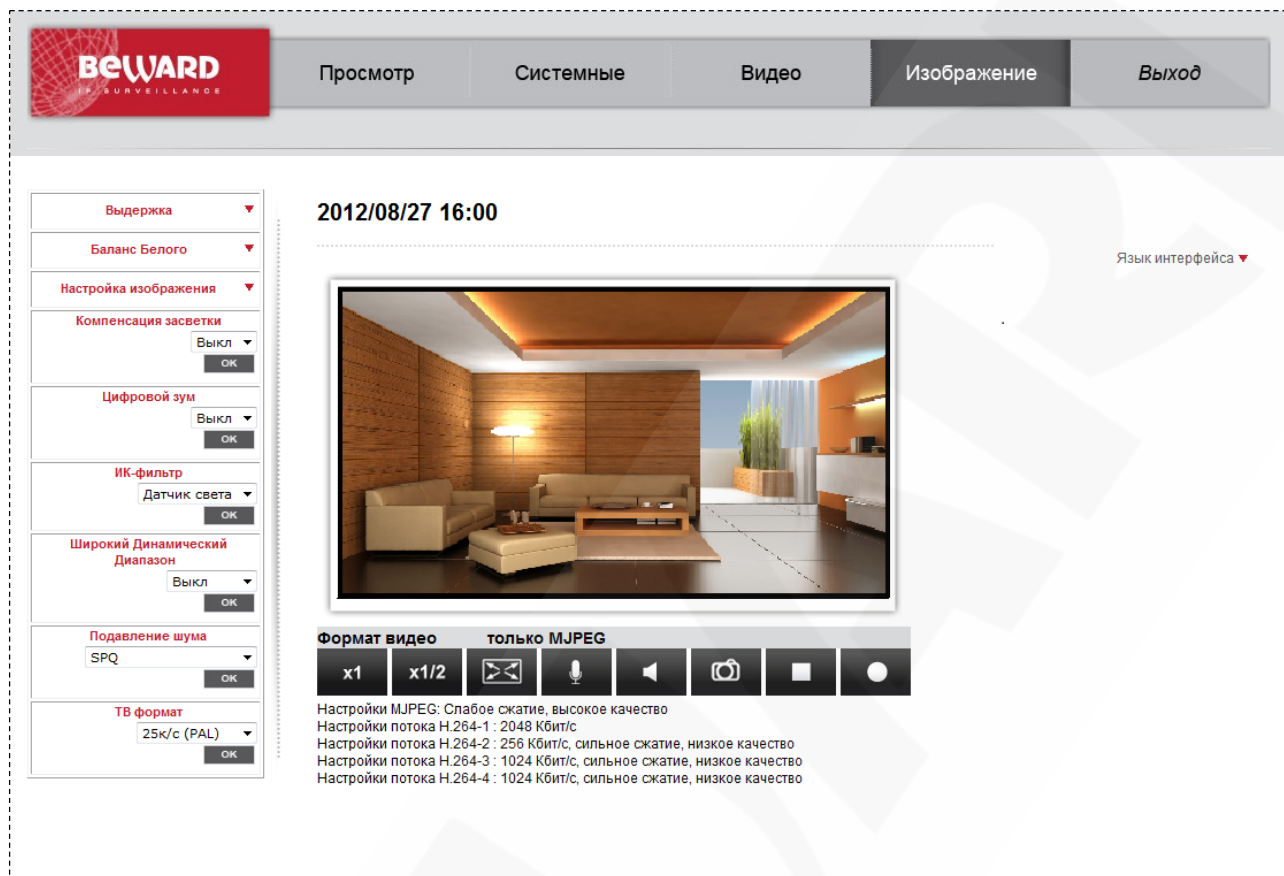 BEWARD
IP SURVEILLANCE
Просмотр
Системные
Видео
Изображение
Выход
Выдержка
Баланс Белого
Настройка изображения
Компенсация засветки
Выкл
OK
Цифровой зум
Выкл
OK
ИК-фильтр
Датчик света
OK
Широкий Динамический
Диапазон
Выкл
OK
Подавление шума
SPQ
OK
ТВ формат
25к/с (PAL)
OK
2012/08/27 16:00
Язык интерфейса
Формат видео только MJPEG
x1
x1/2
Настройки MJPEG: Слабое сжатие, высокое качество
Настройки потока H.264-1 : 2048 Кбит/с
Настройки потока H.264-2 : 256 Кбит/с, сильное сжатие, низкое качество
Настройки потока H.264-3 : 1024 Кбит/с, сильное сжатие, низкое качество
Настройки потока H.264-4 : 1024 Кбит/с, сильное сжатие, низкое качество